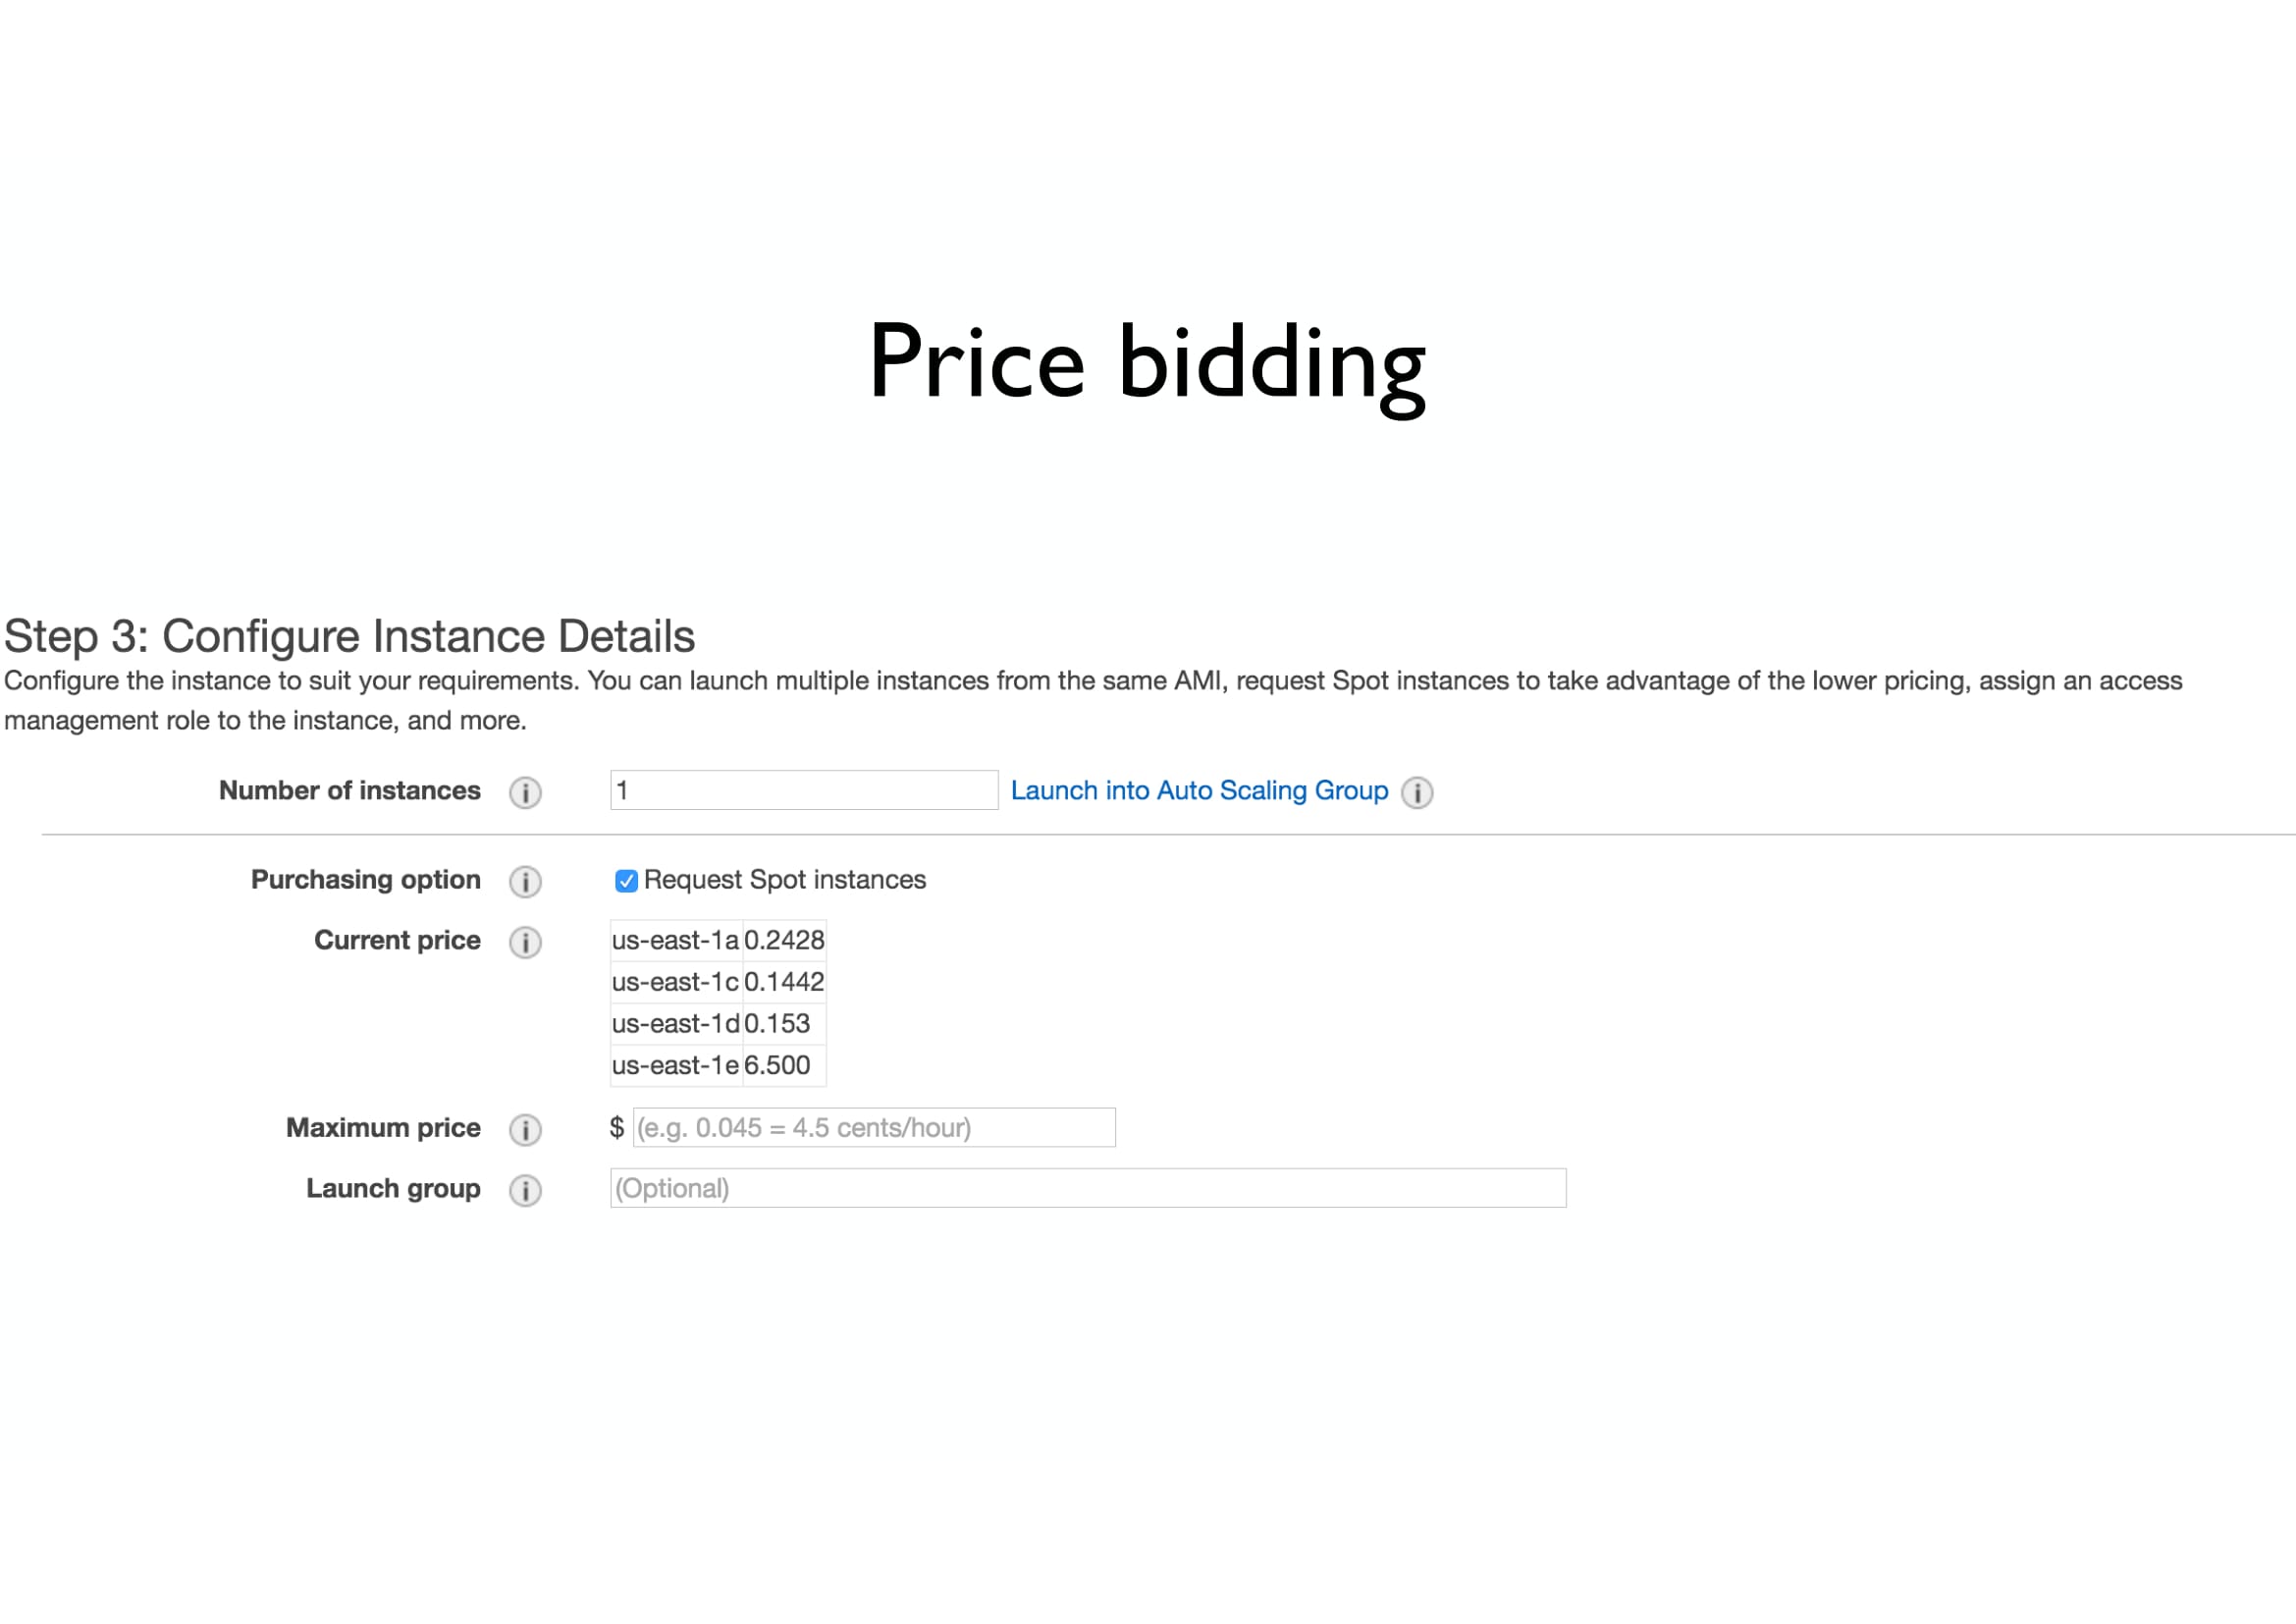 Price bidding
Step 3: Configure Instance Details
Configure the instance to suit your requirements. You can launch multiple instances from the same AMI, request Spot instances to take advantage of the lower pricing, assign an access
management role to the instance, and more.
Number of instances i 1 Launch into Auto Scaling Group i
Purchasing option i Request Spot instances
Current price i us-east-1a 0.2428
us-east-1c 0.1442
us-east-1d 0.153
us-east-1e 6.500
Maximum price i $ (e.g. 0.045 = 4.5 cents/hour)
Launch group i (Optional)